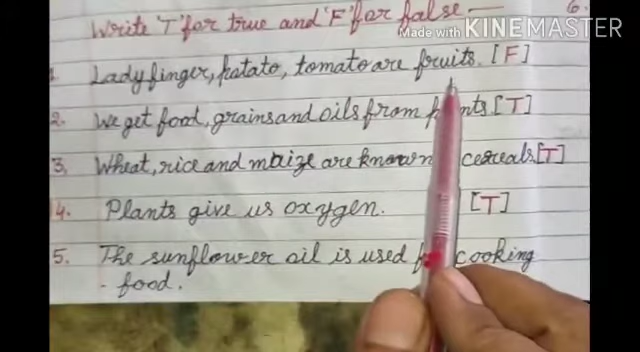 Write 'T' for true and 'F' for false - 6.
Made with KINEMASTER
1. Lady finger, potato, tomato are fruits. [F]
2. We get food, grains and oils from [T]
3. Wheat, rice and maize are known cereals. [T]
4. Plants give us oxygen. [T]
5. The sunflower oil is used cooking
- food.